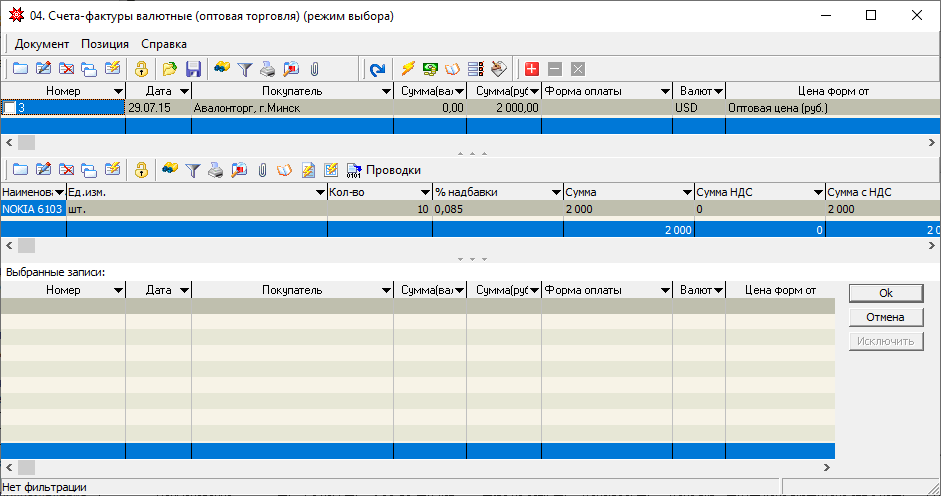 04. Счета-фактуры валютные (оптовая торговля) (режим выбора)
Документ Позиция Справка
Номер Дата Покупатель Сумма(вал Сумма(руб Форма оплаты Валют Цена форм от
3 29.07.15 Авалонторг, г.Минск 0,00 2 000,00 USD Оптовая цена (руб.)
Проводки
Наименова Ед.изм. Кол-во % надбавки Сумма Сумма НДС Сумма с НДС
NOKIA 6103 шт. 10 0,085 2 000 0 2 000
2 000 0 2 0
Выбранные записи:
Номер Дата Покупатель Сумма(вал Сумма(руб Форма оплаты Валют Цена форм от
Ok
Отмена
Исключить
Нет фильтрации